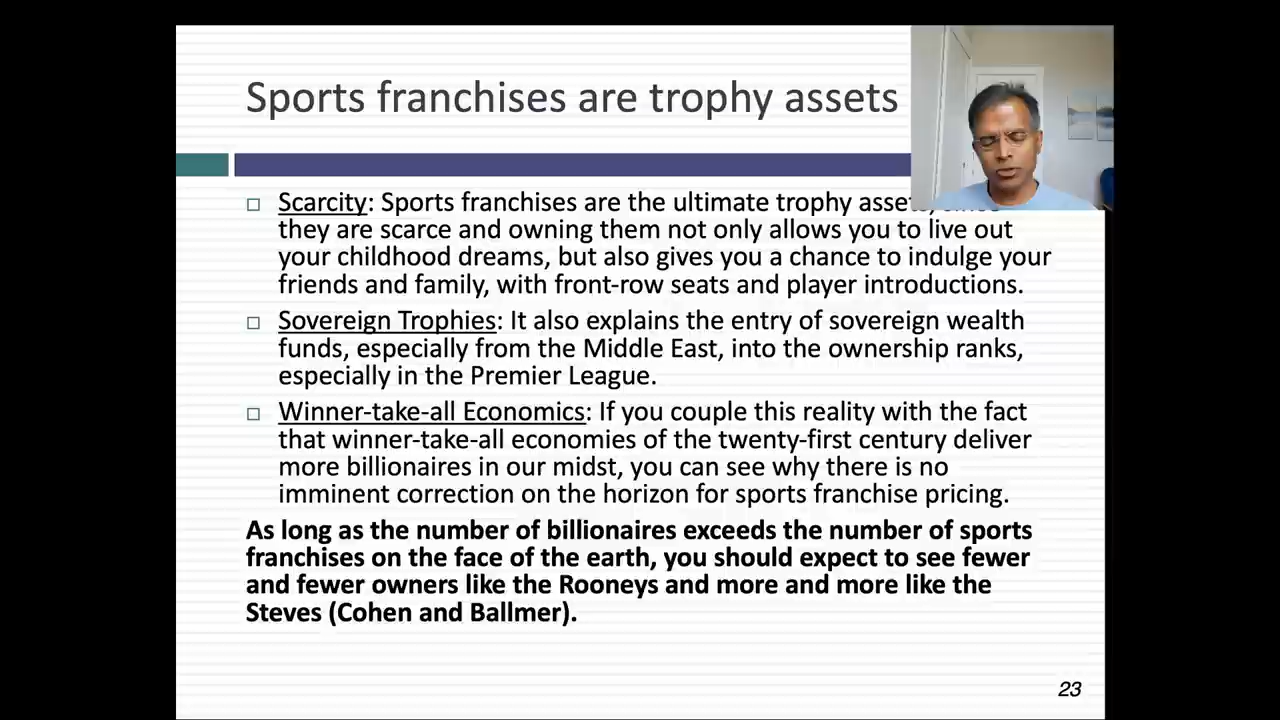 Sports franchises are trophy assets
Scarcity: Sports franchises are the ultimate trophy asset
they are scarce and owning them not only allows you to live out
your childhood dreams, but also gives you a chance to indulge your
friends and family, with front-row seats and player introductions.
Sovereign Trophies: It also explains the entry of sovereign wealth
funds, especially from the Middle East, into the ownership ranks,
especially in the Premier League.
Winner-take-all Economics: If you couple this reality with the fact
that winner-take-all economies of the twenty-first century deliver
more billionaires in our midst, you can see why there is no
imminent correction on the horizon for sports franchise pricing.
As long as the number of billionaires exceeds the number of sports
franchises on the face of the earth, you should expect to see fewer
and fewer owners like the Rooneys and more and more like the
Steves (Cohen and Ballmer).
23